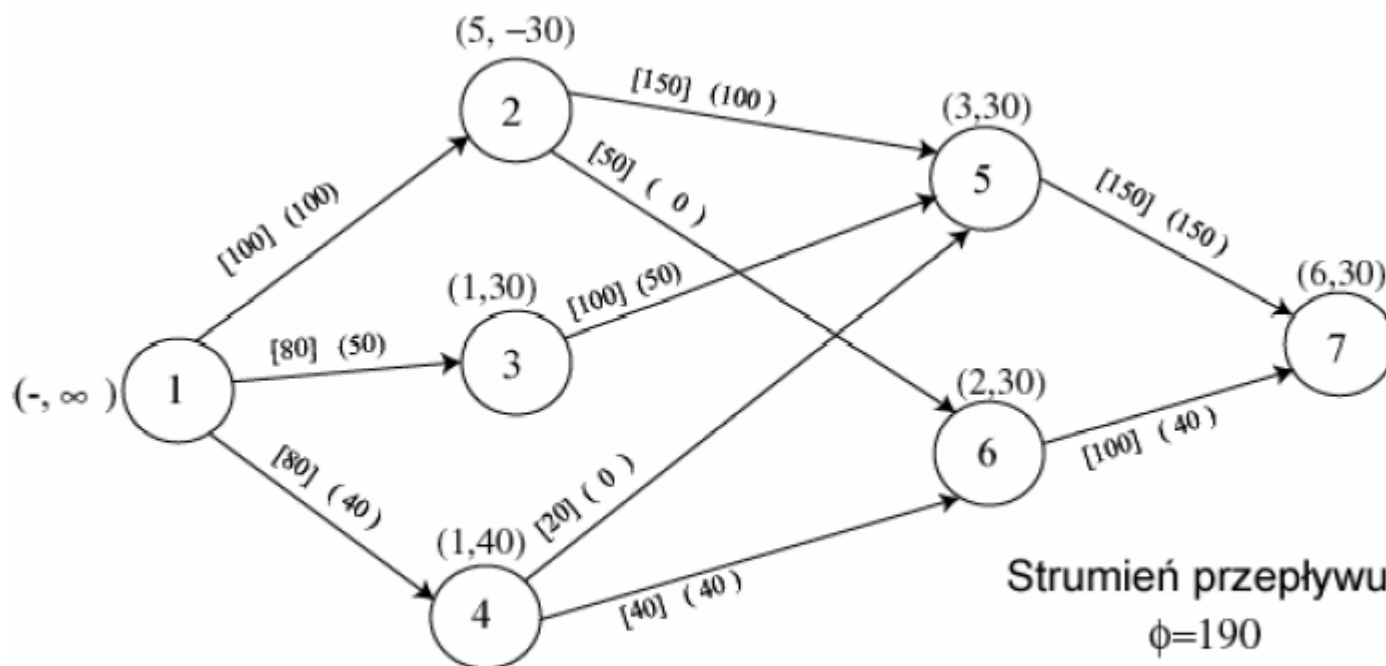 (5, −30)
2
[150] (100 )
(3,30)
5
[50] ( 0 )
[150] (150 )
[100] (100)
(1,30)
[100] (50)
(6,30)
[80] (50)
3
7
(-, ∞ )
1
(2,30)
6
[100] ( 40 )
[80] ( 40 )
[20] ( 0 )
(1,40)
4
[40] ( 40 )
Strumień przepływu
ϕ=190